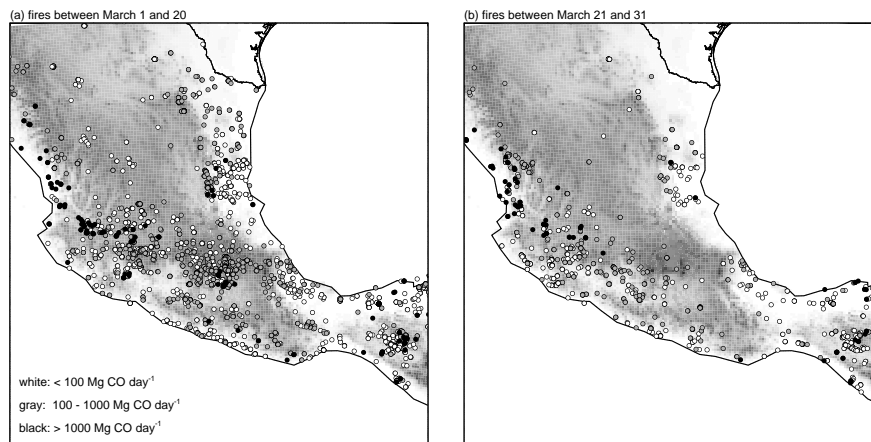 (a) fires between March 1 and 20
(b) fires between March 21 and 31
white: < 100 Mg CO day⁻¹
gray: 100 - 1000 Mg CO day⁻¹
black: > 1000 Mg CO day⁻¹